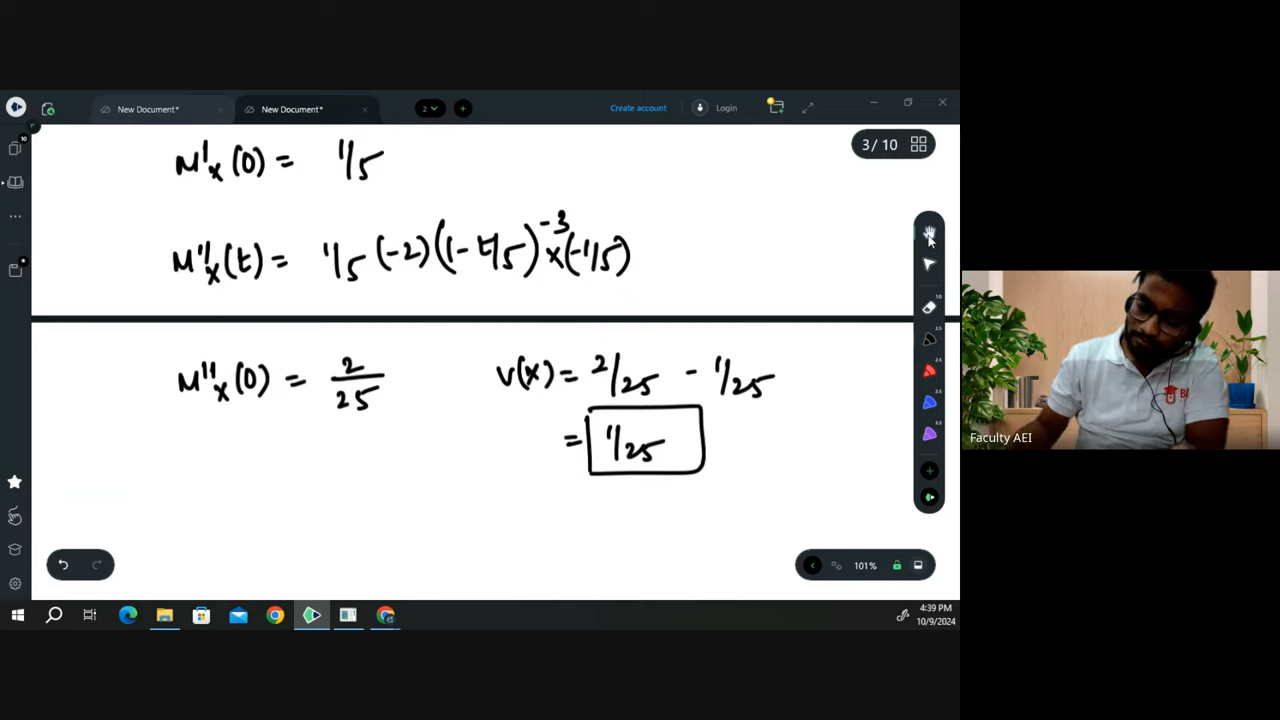 New Document*
New Document*
2
Create account
Login
M'x(0) = 1/5
3 / 10
M''x(t) = 1/5 (-2)(1 - t/5)^-3 x(-1/5)
M''x(0) = 2/25
V(x) = 2/25 - 1/25
= 1/25
101%
4:39 PM
10/9/2024
Faculty AEI